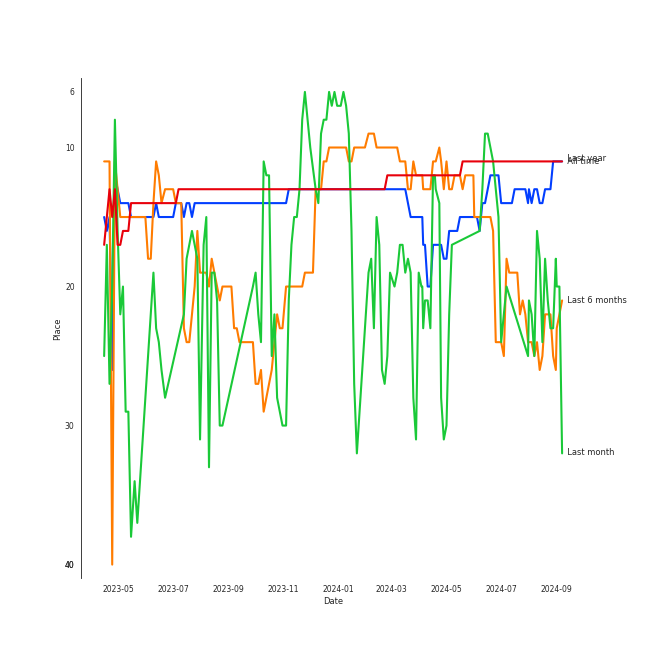 6
10
20
30
40
Place
2023-05
2023-07
2023-09
2023-11
2024-01
2024-03
2024-05
2024-07
2024-09
Date
Last year
All time
Last 6 months
Last month